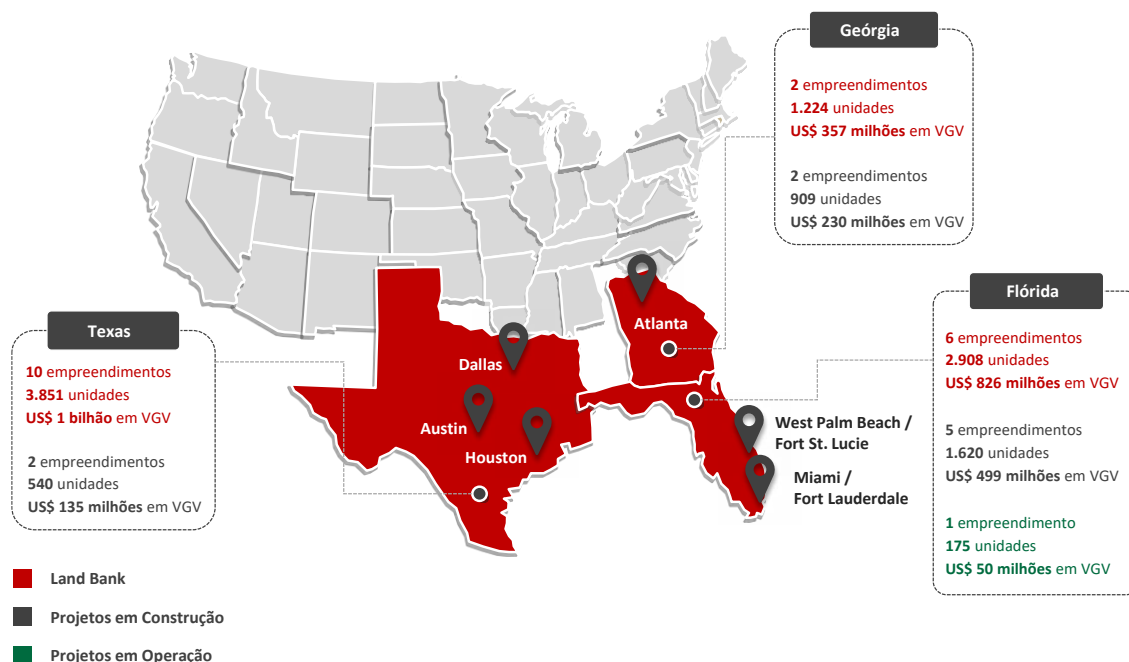 Geórgia
2 empreendimentos
1.224 unidades
US$ 357 milhões em VGV
2 empreendimentos
909 unidades
US$ 230 milhões em VGV
Flórida
6 empreendimentos
2.908 unidades
US$ 826 milhões em VGV
5 empreendimentos
1.620 unidades
US$ 499 milhões em VGV
1 empreendimento
175 unidades
US$ 50 milhões em VGV
Texas
10 empreendimentos
3.851 unidades
US$ 1 bilhão em VGV
2 empreendimentos
540 unidades
US$ 135 milhões em VGV
Atlanta
Dallas
Austin
Houston
West Palm Beach /
Fort St. Lucie
Miami /
Fort Lauderdale
Land Bank
Projetos em Construção
Projetos em Operação